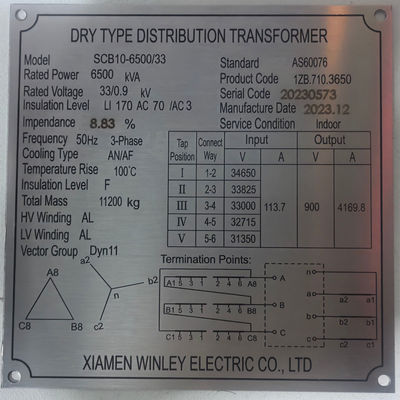 DRY TYPE DISTRIBUTION TRANSFORMER
Model SCB10-6500/33
Rated Power 6500 kVA
Rated Voltage 33/0.9 kV
Insulation Level LI 170 AC 70 /AC 3
Impedance 8.83 %
Frequency 50Hz 3-Phase
Cooling Type AN/AF
Temperature Rise 100℃
Insulation Level F
Total Mass 11200 kg
HV Winding AL
LV Winding AL
Vector Group Dyn11
Standard AS60076
Product Code 1ZB.710.3650
Serial Code 20230573
Manufacture Date 2023.12
Service Condition Indoor
Tap Position Connect Way Input Output
V A V A
I 1-2 34650
II 2-3 33825
III 3-4 33000 113.7 900 4169.8
IV 4-5 32715
V 5-6 31350
A8 C8 B8
a2 b2 n c2
Termination Points:
A1 5 3 1 2 4 6 A8 A
B1 5 3 1 2 4 6 B8 B
C1 5 3 1 2 4 6 C8 C
n
a a2 a1
b b2 b1
c c2 c1
XIAMEN WINLEY ELECTRIC CO., LTD